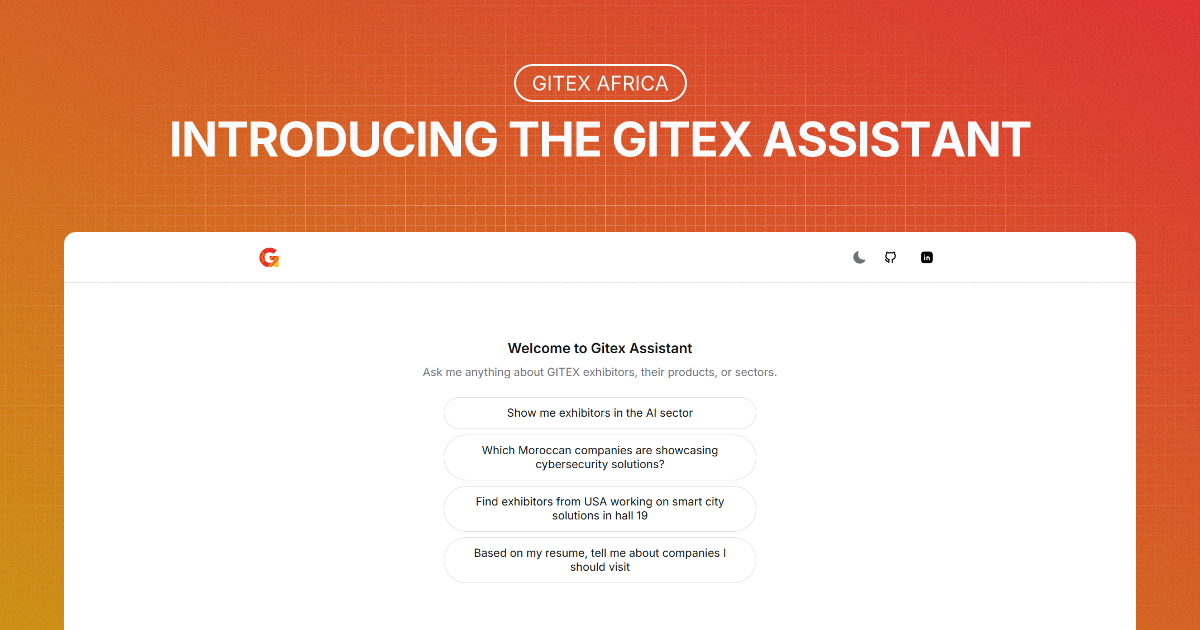 GITEX AFRICA
INTRODUCING THE GITEX ASSISTANT
G
in
Welcome to Gitex Assistant
Ask me anything about GITEX exhibitors, their products, or sectors.
Show me exhibitors in the AI sector
Which Moroccan companies are showcasing
cybersecurity solutions?
Find exhibitors from USA working on smart city
solutions in hall 19
Based on my resume, tell me about companies I
should visit